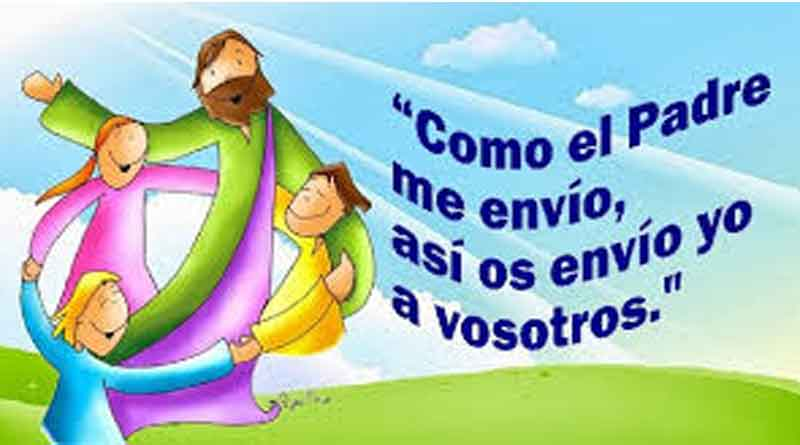 “Como el Padre
me envío,
así os envío yo
a vosotros."